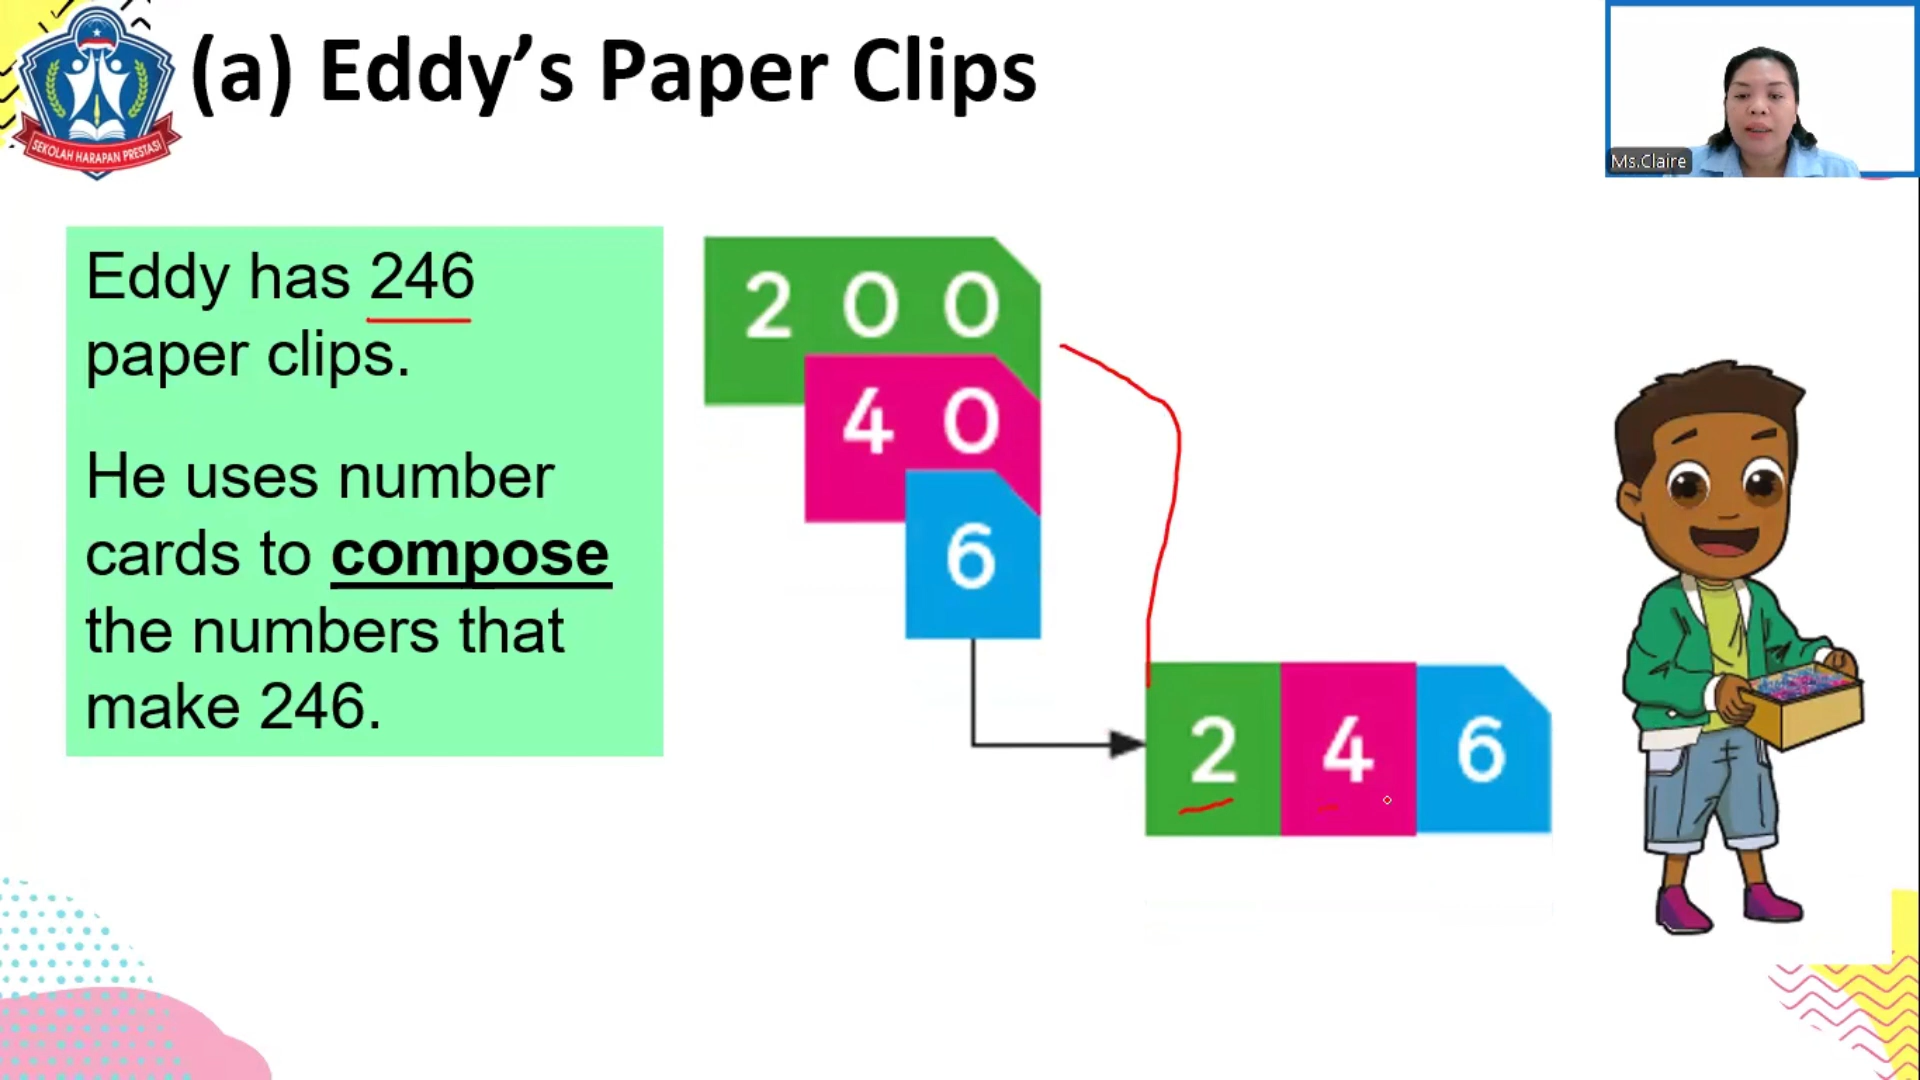 (a) Eddy’s Paper Clips
SEKOLAH HARAPAN PRESTASI
Ms.Claire
Eddy has 246
paper clips.
He uses number
cards to compose
the numbers that
make 246.
2 0 0
4 0
6
2 4 6